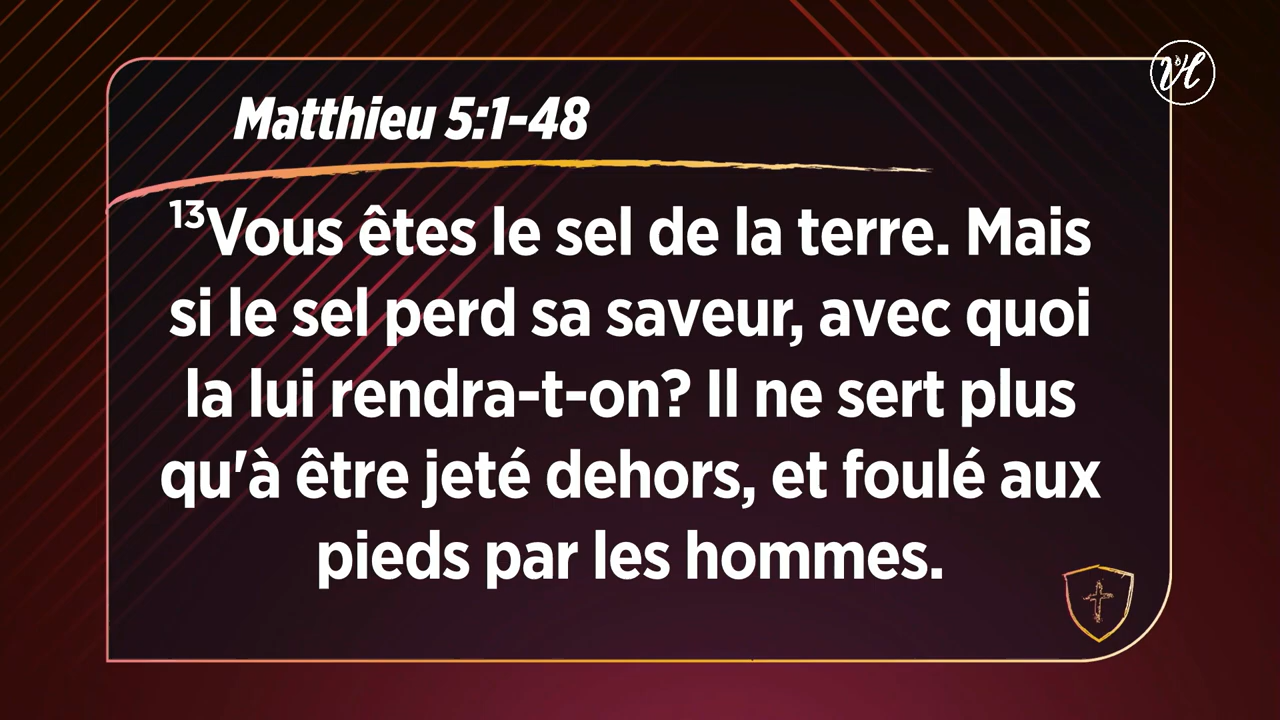 Matthieu 5:1-48
13Vous êtes le sel de la terre. Mais
si le sel perd sa saveur, avec quoi
la lui rendra-t-on? Il ne sert plus
qu'à être jeté dehors, et foulé aux
pieds par les hommes.